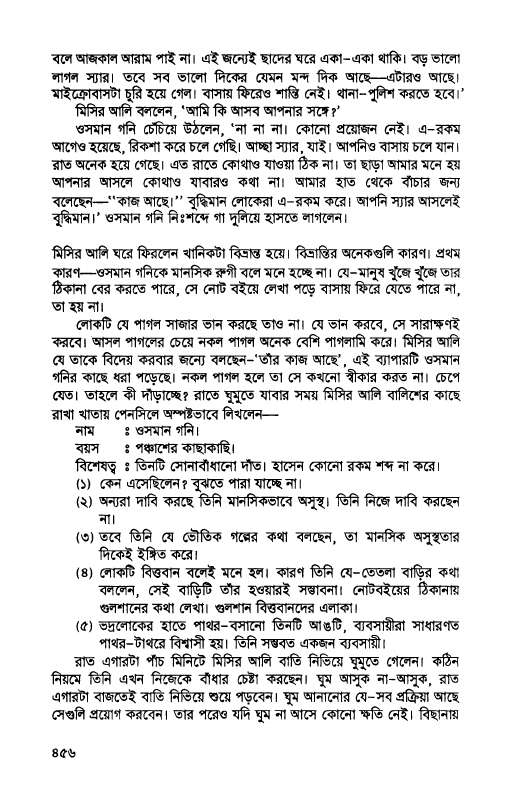 বলে আজকাল আরাম পাই না। এই জন্যেই ছাদের ঘরে একা-একা থাকি। বড় ভালো
লাগল স্যার। তবে সব ভালো দিকের যেমন মন্দ দিক আছে—এটারও আছে।
মাইক্রোবাসটা চুরি হয়ে গেল। বাসায় ফিরেও শান্তি নেই। থানা-পুলিশ করতে হবে।'
মিসির আলি বললেন, 'আমি কি আসব আপনার সঙ্গে?'
ওসমান গনি চেঁচিয়ে উঠলেন, 'না না না। কোনো প্রয়োজন নেই। এ-রকম
আগেও হয়েছে, রিকশা করে চলে গেছি। আচ্ছা স্যার, যাই। আপনিও বাসায় চলে যান।
রাত অনেক হয়ে গেছে। এত রাতে কোথাও যাওয়া ঠিক না। তা ছাড়া আমার মনে হয়
আপনার আসলে কোথাও যাবারও কথা না। আমার হাত থেকে বাঁচার জন্য
বলেছেন—"কাজ আছে।" বুদ্ধিমান লোকেরা এ-রকম করে। আপনি স্যার আসলেই
বুদ্ধিমান।' ওসমান গনি নিঃশব্দে গা দুলিয়ে হাসতে লাগলেন।
মিসির আলি ঘরে ফিরলেন খানিকটা বিভ্রান্ত হয়ে। বিভ্রান্তির অনেকগুলি কারণ। প্রথম
কারণ—ওসমান গনিকে মানসিক রুগী বলে মনে হচ্ছে না। যে-মানুষ খুঁজে খুঁজে তার
ঠিকানা বের করতে পারে, সে নোট বইয়ে লেখা পড়ে বাসায় ফিরে যেতে পারে না,
তা হয় না।
লোকটি যে পাগল সাজার ভান করছে তাও না। যে ভান করবে, সে সারাক্ষণই
করবে। আসল পাগলের চেয়ে নকল পাগল অনেক বেশি পাগলামি করে। মিসির আলি
যে তাকে বিদেয় করবার জন্যে বলছেন-'তাঁর কাজ আছে', এই ব্যাপারটি ওসমান
গনির কাছে ধরা পড়েছে। নকল পাগল হলে তা সে কখনো স্বীকার করত না। চেপে
যেত। তাহলে কী দাঁড়াচ্ছে? রাতে ঘুমুতে যাবার সময় মিসির আলি বালিশের কাছে
রাখা খাতায় পেনসিলে অস্পষ্টভাবে লিখলেন—
নাম : ওসমান গনি।
বয়স : পঞ্চাশের কাছাকাছি।
বিশেষত্ব : তিনটি সোনাবাঁধানো দাঁত। হাসেন কোনো রকম শব্দ না করে।
(১) কেন এসেছিলেন? বুঝতে পারা যাচ্ছে না।
(২) অন্যরা দাবি করছে তিনি মানসিকভাবে অসুস্থ। তিনি নিজে দাবি করছেন
না।
(৩) তবে তিনি যে ভৌতিক গল্পের কথা বলছেন, তা মানসিক অসুস্থতার
দিকেই ইঙ্গিত করে।
(৪) লোকটি বিত্তবান বলেই মনে হল। কারণ তিনি যে-তেতলা বাড়ির কথা
বললেন, সেই বাড়িটি তাঁর হওয়ারই সম্ভাবনা। নোটবইয়ের ঠিকানায়
গুলশানের কথা লেখা। গুলশান বিত্তবানদের এলাকা।
(৫) ভদ্রলোকের হাতে পাথর-বসানো তিনটি আঙটি, ব্যবসায়ীরা সাধারণত
পাথর-টাথরে বিশ্বাসী হয়। তিনি সম্ভবত একজন ব্যবসায়ী।
রাত এগারটা পাঁচ মিনিটে মিসির আলি বাতি নিভিয়ে ঘুমুতে গেলেন। কঠিন
নিয়মে তিনি এখন নিজেকে বাঁধার চেষ্টা করছেন। ঘুম আসুক না-আসুক, রাত
এগারটা বাজতেই বাতি নিভিয়ে শুয়ে পড়বেন। ঘুম আনানোর যে-সব প্রক্রিয়া আছে
সেগুলি প্রয়োগ করবেন। তার পরেও যদি ঘুম না আসে কোনো ক্ষতি নেই। বিছানায়
৪৫৬